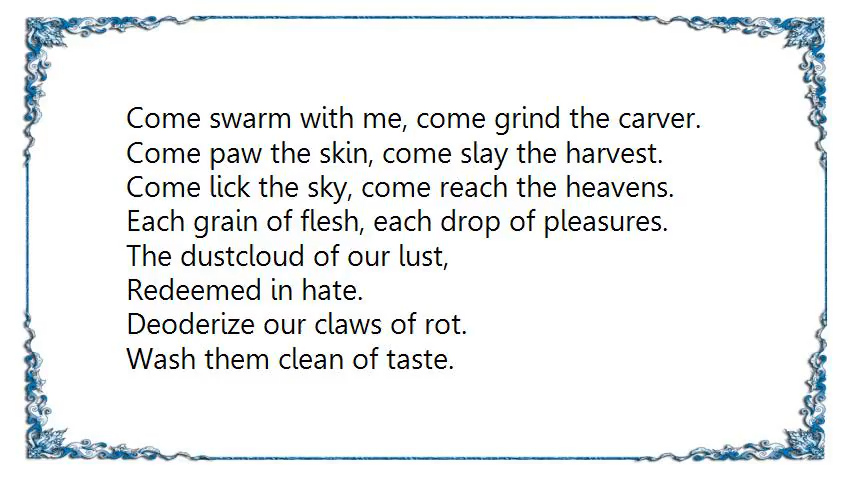 Come swarm with me, come grind the carver.
Come paw the skin, come slay the harvest.
Come lick the sky, come reach the heavens.
Each grain of flesh, each drop of pleasures.
The dustcloud of our lust,
Redeemed in hate.
Deoderize our claws of rot.
Wash them clean of taste.